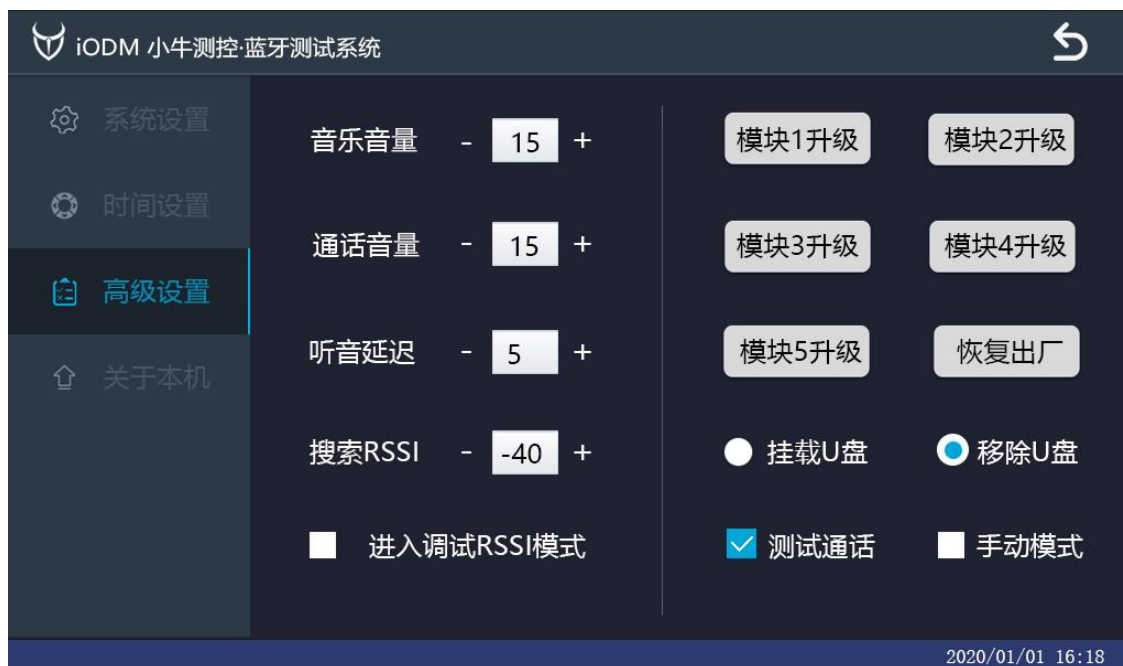 iODM 小牛测控·蓝牙测试系统
系统设置
时间设置
高级设置
关于本机
音乐音量 - 15 +
通话音量 - 15 +
听音延迟 - 5 +
搜索RSSI - -40 +
进入调试RSSI模式
模块1升级 模块2升级
模块3升级 模块4升级
模块5升级 恢复出厂
挂载U盘 移除U盘
测试通话 手动模式
2020/01/01 16:18